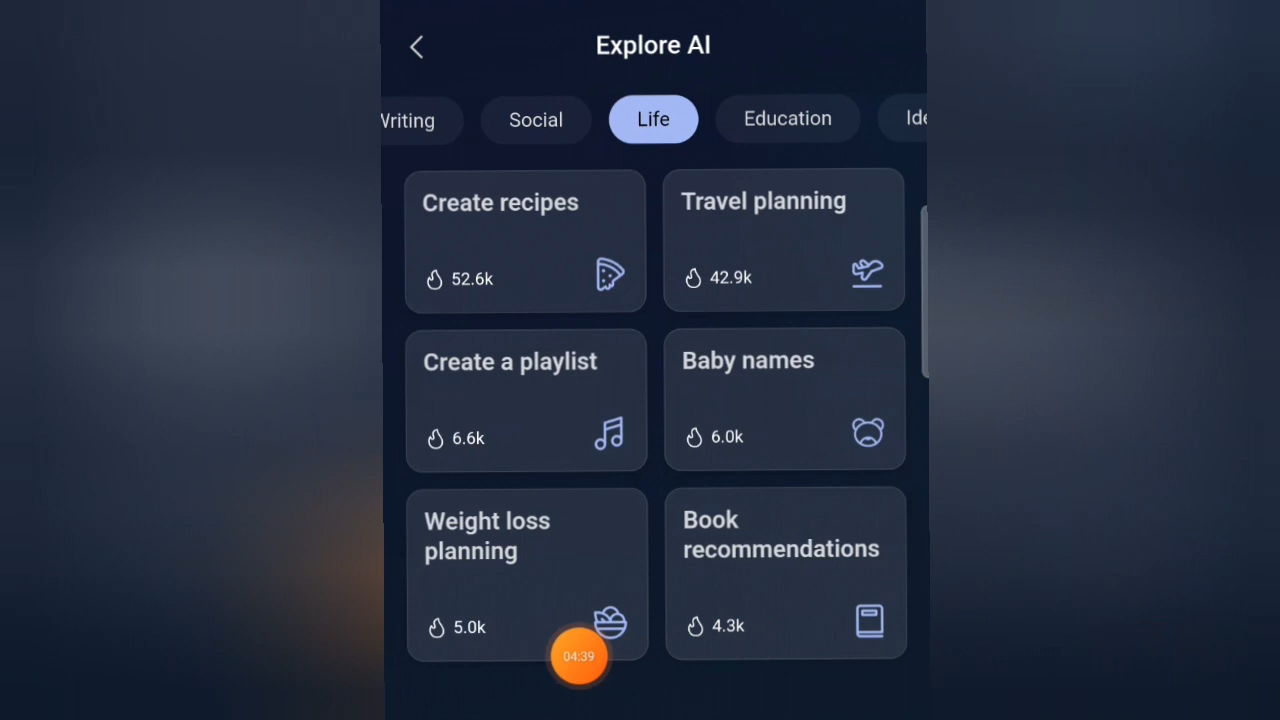 Explore AI
Writing Social Life Education
Create recipes
52.6k
Travel planning
42.9k
Create a playlist
6.6k
Baby names
6.0k
Weight loss
planning
5.0k
Book
recommendations
4.3k
04:39